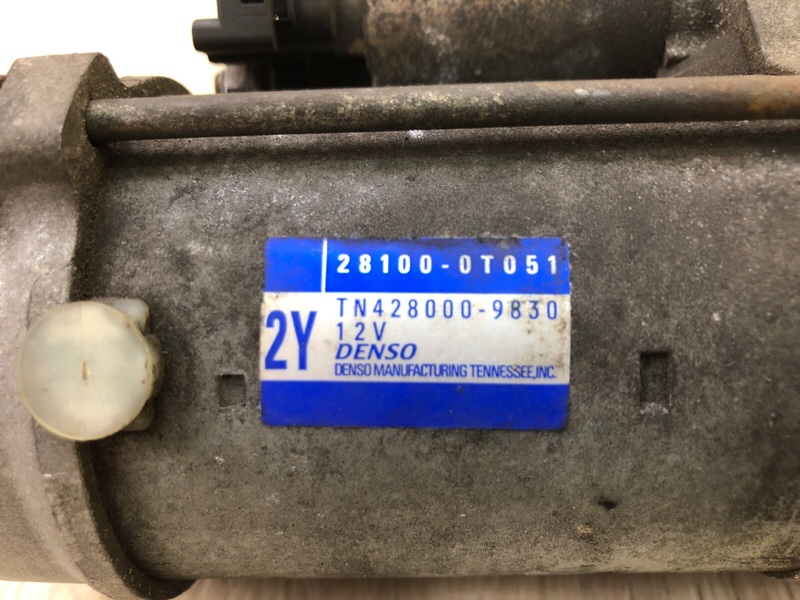 28100-0T051
TN428000-9830
2Y
12V
DENSO
DENSO MANUFACTURING TENNESSEE,INC.